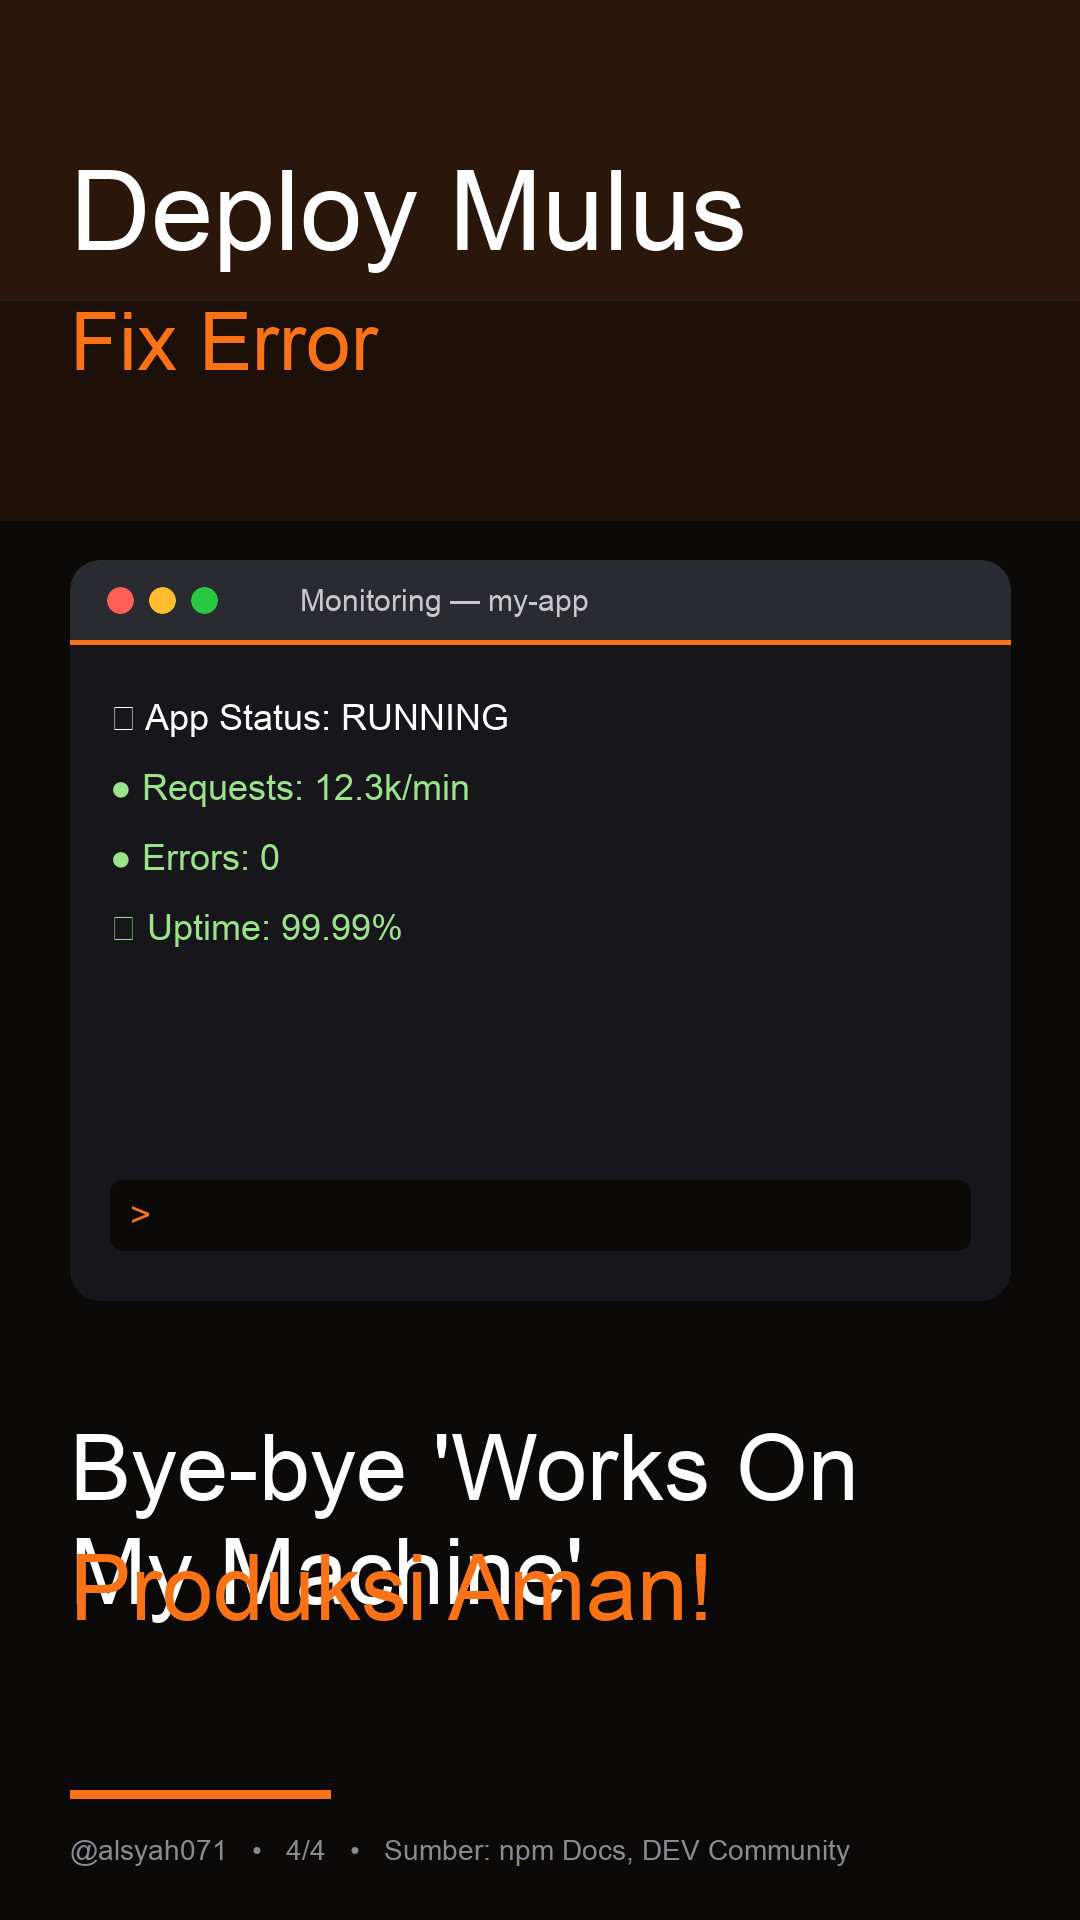 Deploy Mulus
Fix Error
Monitoring — my-app
App Status: RUNNING
● Requests: 12.3k/min
● Errors: 0
Uptime: 99.99%
>
Bye-bye 'Works On
My Machine'
Produksi Aman!
@alsyah071 • 4/4 • Sumber: npm Docs, DEV Community